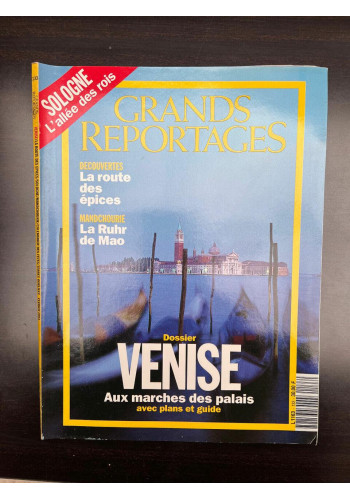 SOLOGNE
L'allée des rois
GRANDS
REPORTAGES
DECOUVERTES
La route
des
épices
MANDCHOURIE
La Ruhr
de Mao
Dossier
VENISE
Aux marches des palais
avec plans et guide